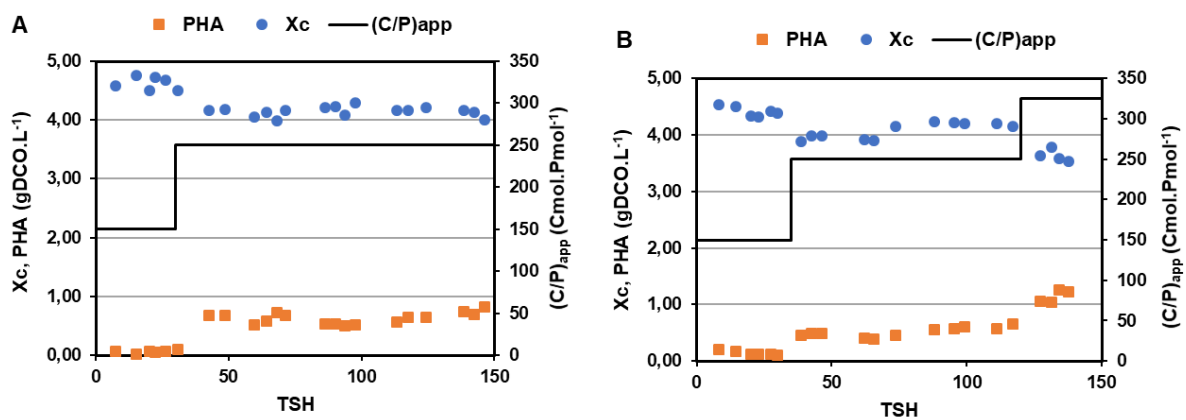 A
PHA Xc (C/P)app
5,00
4,00
3,00
2,00
1,00
0,00
Xc, PHA (gDCO.L-1)
350
300
250
200
150
100
50
0
(C/P)app (Cmol.Pmol-1)
0 50 100 150
TSH
B
PHA Xc (C/P)app
5,00
4,00
3,00
2,00
1,00
0,00
Xc, PHA (gDCO.L-1)
350
300
250
200
150
100
50
0
(C/P)app (Cmol.Pmol-1)
0 50 100 150
TSH